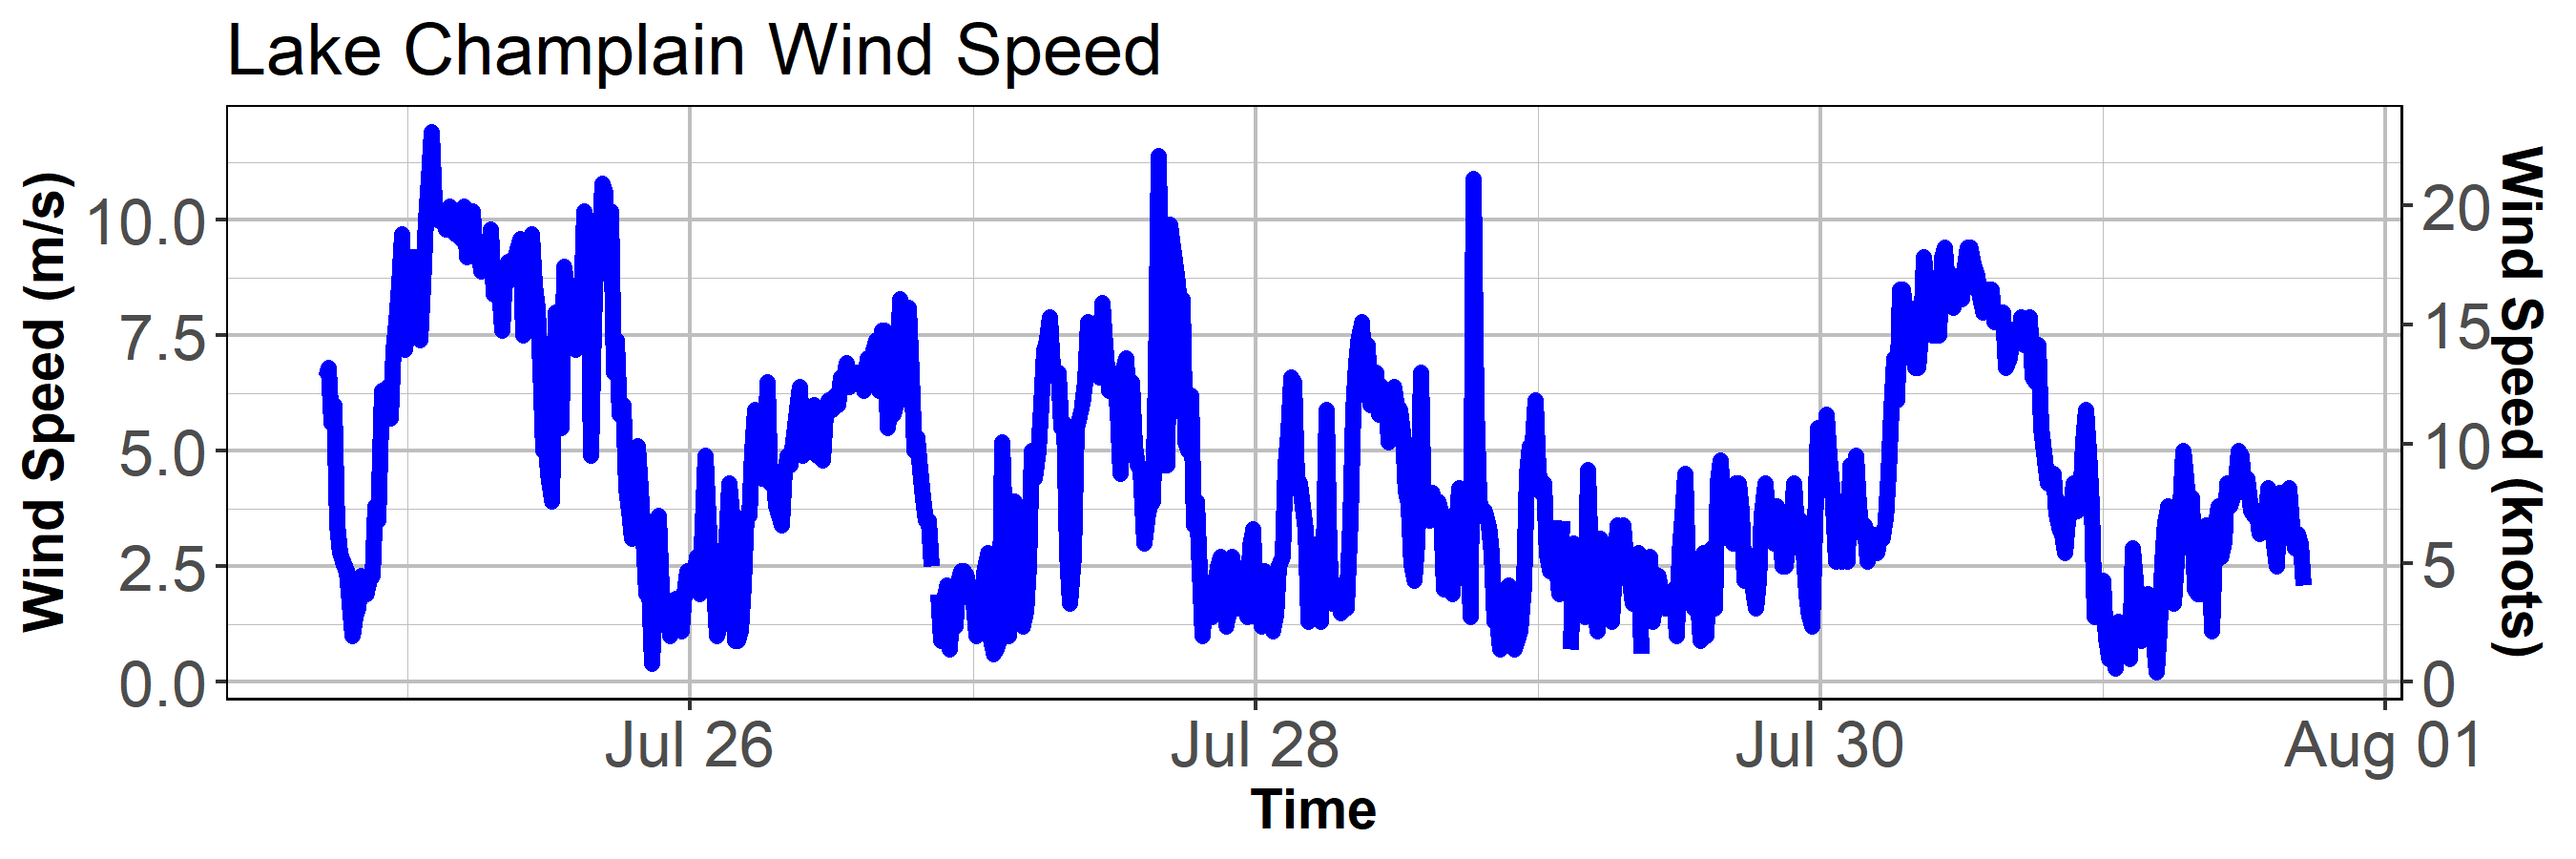 Lake Champlain Wind Speed
Wind Speed (m/s)
10.0
7.5
5.0
2.5
0.0
20
15
10
5
0
Wind Speed (knots)
Jul 26
Jul 28
Jul 30
Aug 01
Time